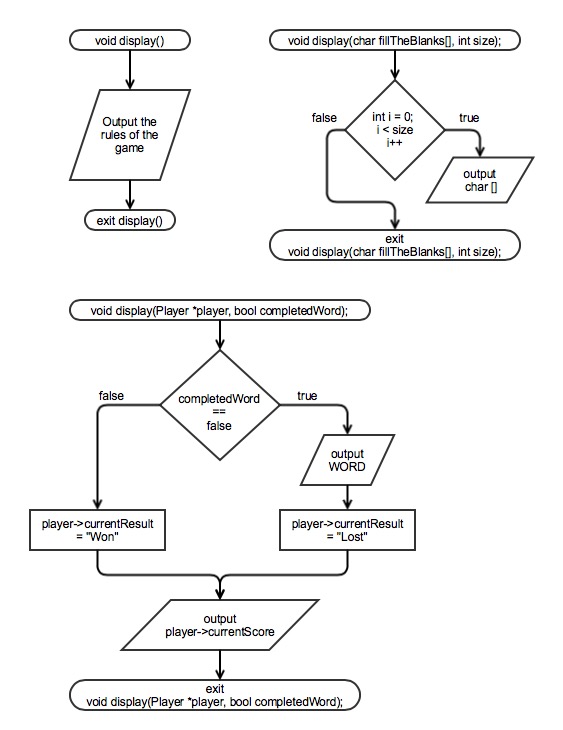 void display()
Output the
rules of the
game
exit display()
void display(char fillTheBlanks[], int size);
int i = 0;
i < size
i++
false
true
output
char []
exit
void display(char fillTheBlanks[], int size);
void display(Player *player, bool completedWord);
completedWord
==
false
false
true
output
WORD
player->currentResult
= "Won"
player->currentResult
= "Lost"
output
player->currentScore
exit
void display(Player *player, bool completedWord);